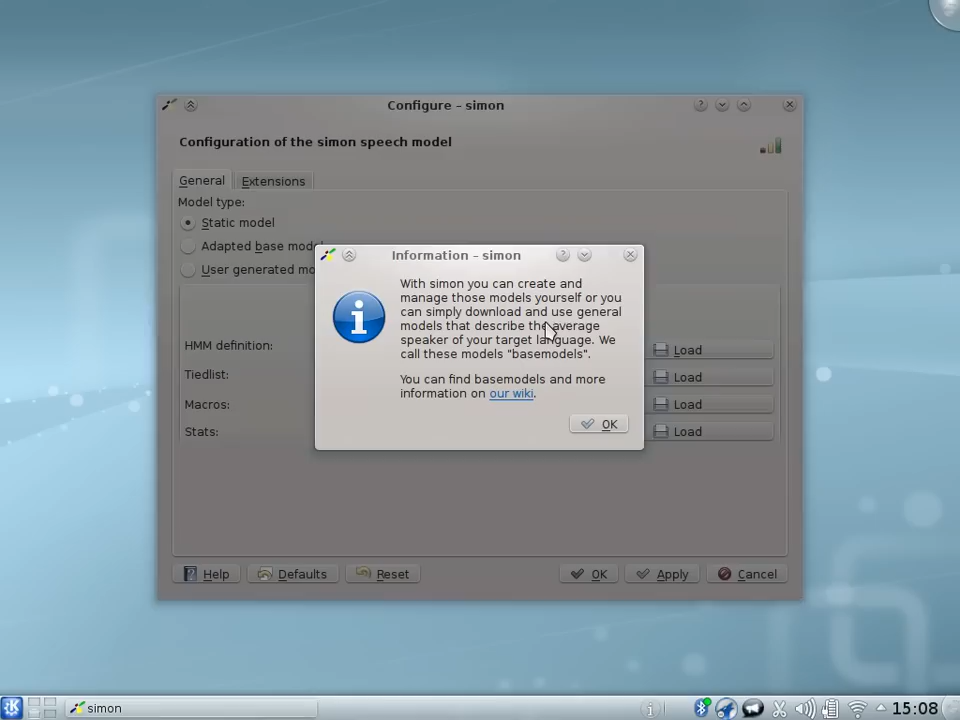 Configure – simon
Configuration of the simon speech model
General
Extensions
Model type:
Static model
Adapted base mode
User generated mo
Information – simon
With simon you can create and
manage those models yourself or you
can simply download and use general
models that describe the average
speaker of your target language. We
call these models "basemodels".
You can find basemodels and more
information on our wiki.
OK
HMM definition:
Load
Tiedlist:
Load
Macros:
Load
Stats:
Load
Help
Defaults
Reset
OK
Apply
Cancel
simon
15:08